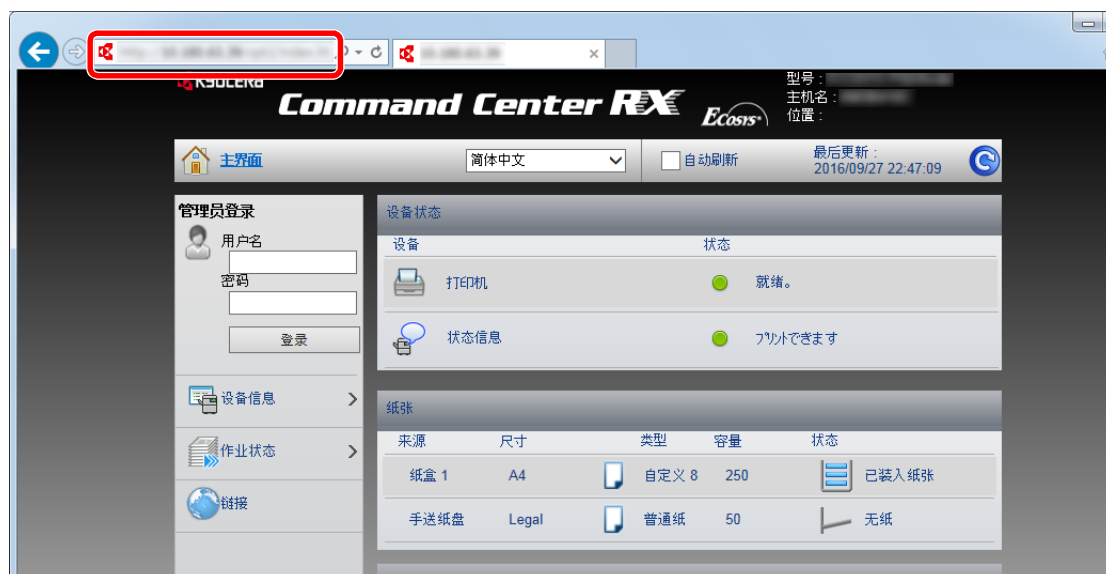 KYOCERA
Command Center RX
Ecosys
型号 :
主机名 :
位置 :
主界面
简体中文
自动刷新
最后更新 :
2016/09/27 22:47:09
管理员登录
用户名
密码
登录
设备信息
作业状态
链接
设备状态
设备 状态
打印机 就绪。
状态信息 プリントできます
纸张
来源 尺寸 类型 容量 状态
纸盒 1 A4 自定义 8 250 已装入纸张
手送纸盘 Legal 普通纸 50 无纸